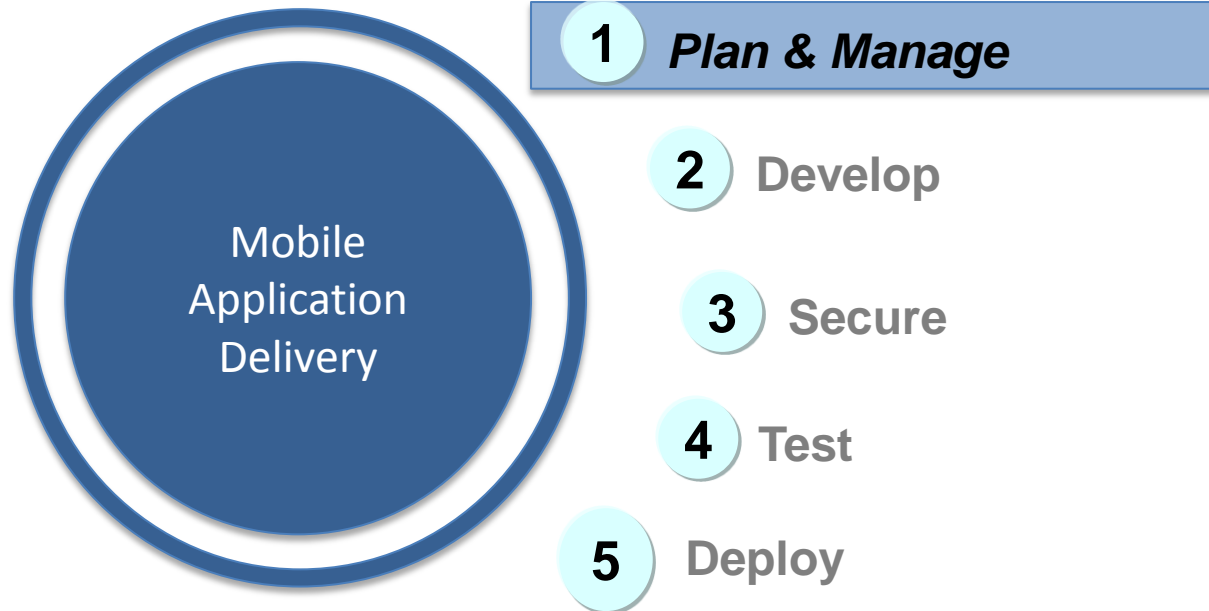 Mobile
Application
Delivery
1 Plan & Manage
2 Develop
3 Secure
4 Test
5 Deploy